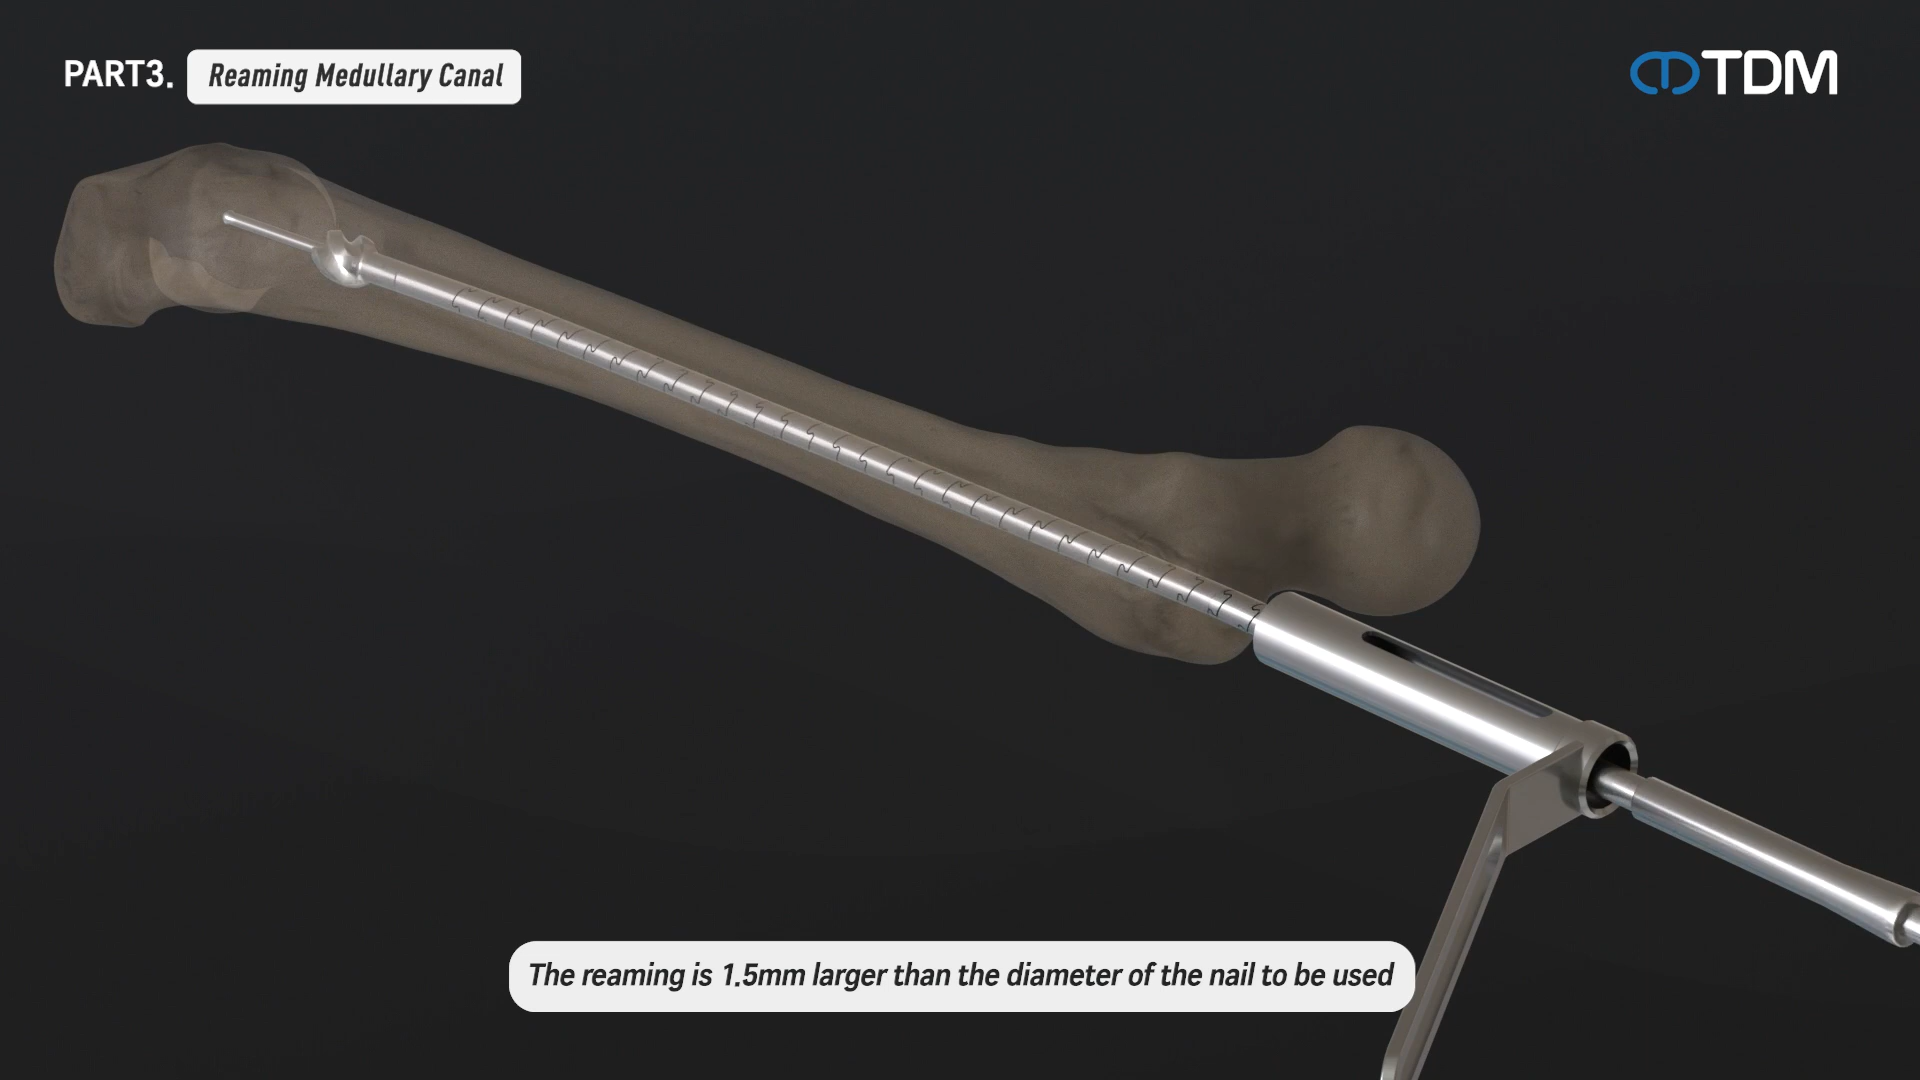 PART3. Reaming Medullary Canal
TDM
The reaming is 1.5mm larger than the diameter of the nail to be used